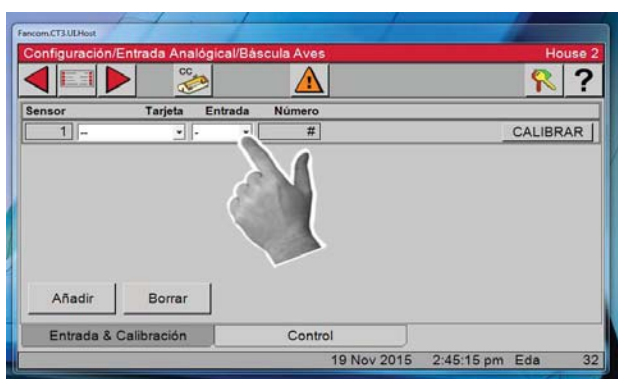 Fancom.CT3.UI.Host
Configuración/Entrada Analógical/Báscula Aves House 2
CC
?
Sensor Tarjeta Entrada Número
1 -- - # CALIBRAR
Añadir Borrar
Entrada & Calibración Control
19 Nov 2015 2:45:15 pm Eda 32